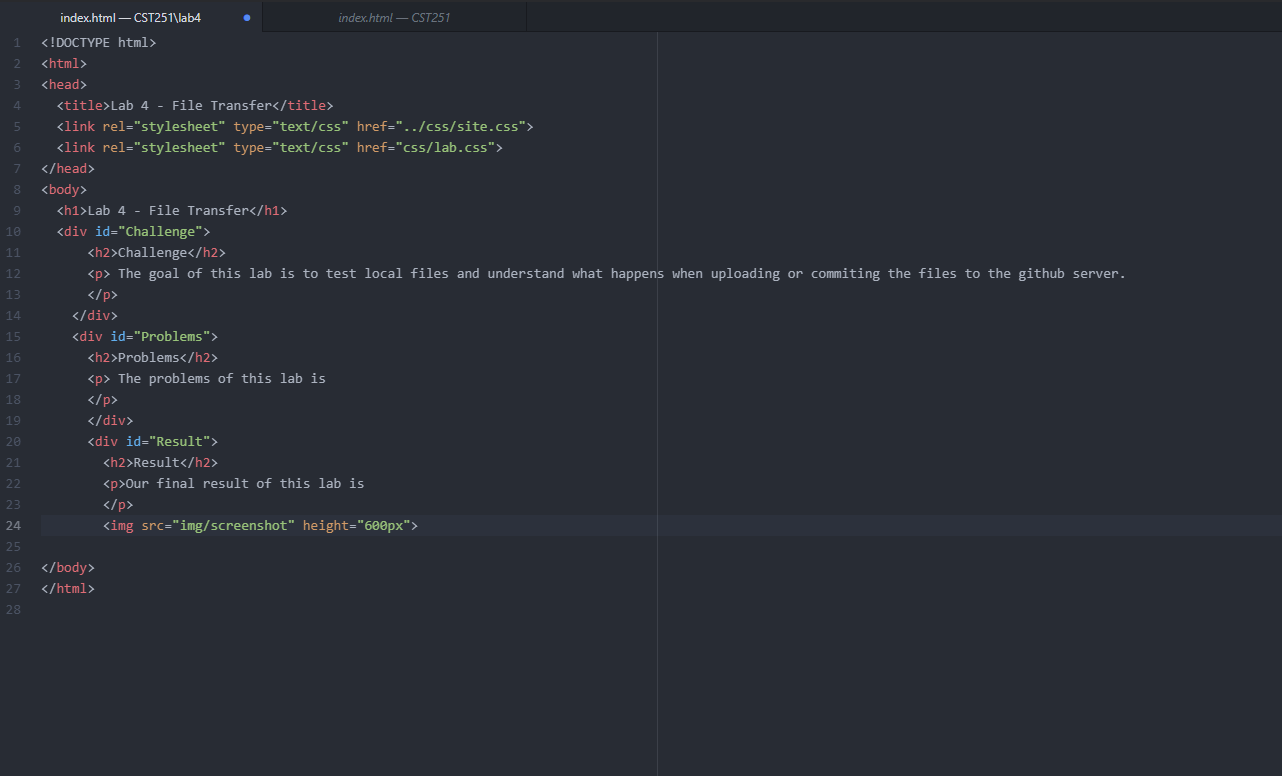 index.html — CST251\lab4
index.html — CST251
1 <!DOCTYPE html>
2 <html>
3 <head>
4   <title>Lab 4 - File Transfer</title>
5   <link rel="stylesheet" type="text/css" href="../css/site.css">
6   <link rel="stylesheet" type="text/css" href="css/lab.css">
7 </head>
8 <body>
9   <h1>Lab 4 - File Transfer</h1>
10   <div id="Challenge">
11       <h2>Challenge</h2>
12       <p> The goal of this lab is to test local files and understand what happens when uploading or commiting the files to the github server.
13       </p>
14     </div>
15     <div id="Problems">
16       <h2>Problems</h2>
17       <p> The problems of this lab is
18       </p>
19       </div>
20       <div id="Result">
21         <h2>Result</h2>
22         <p>Our final result of this lab is
23         </p>
24         <img src="img/screenshot" height="600px">
25
26 </body>
27 </html>
28